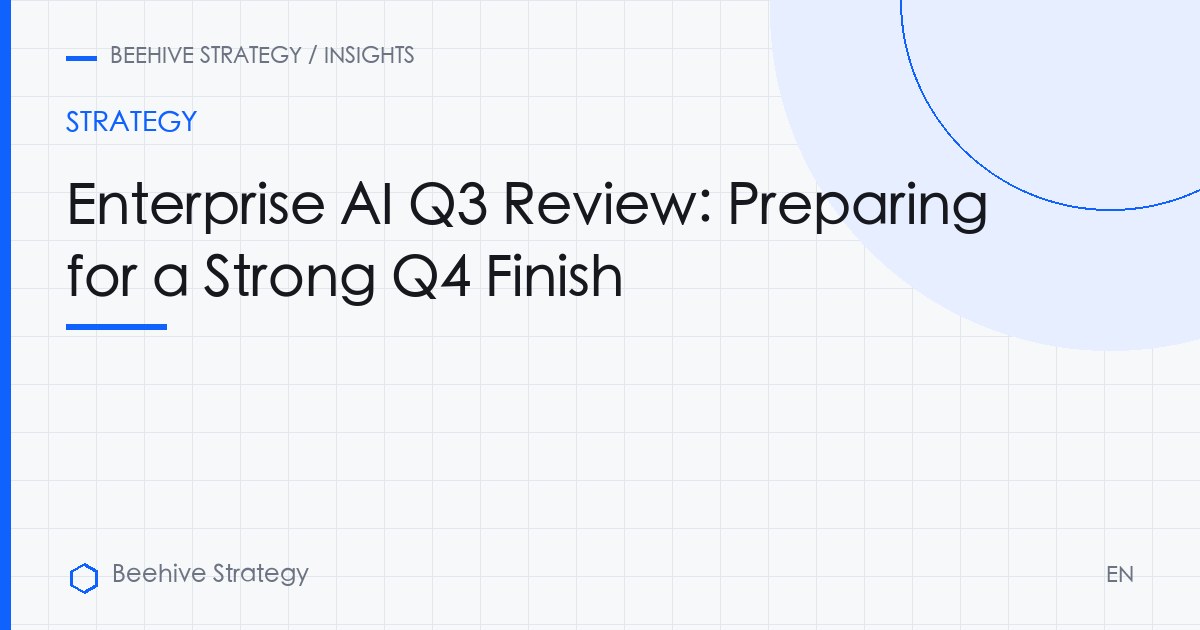 BEEHIVE STRATEGY / INSIGHTS
STRATEGY
Enterprise AI Q3 Review: Preparing
for a Strong Q4 Finish
Beehive Strategy
EN